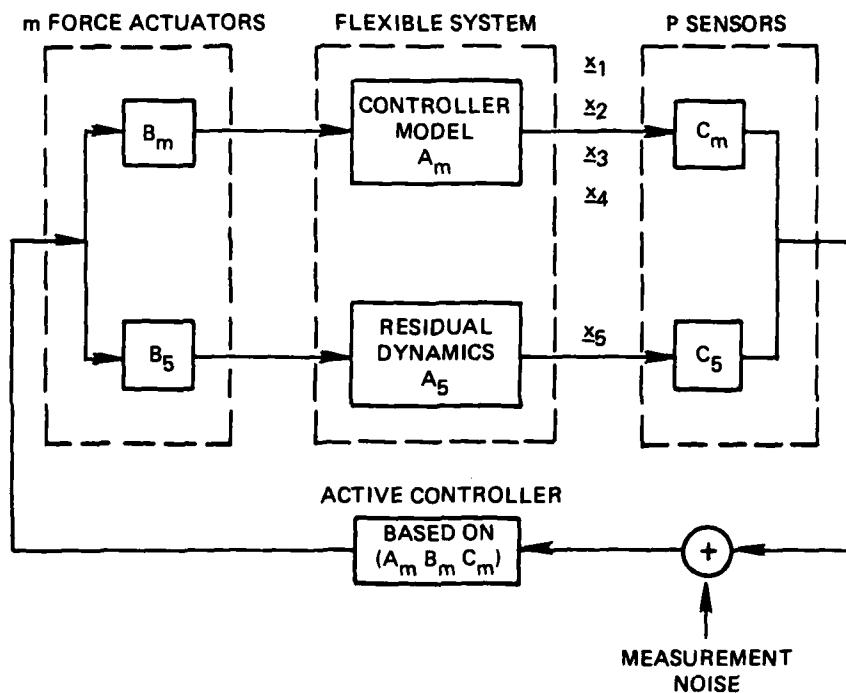 m FORCE ACTUATORS
FLEXIBLE SYSTEM
P SENSORS
B_m
CONTROLLER
MODEL
A_m
x_1
x_2
x_3
x_4
C_m
B_5
RESIDUAL
DYNAMICS
A_5
x_5
C_5
ACTIVE CONTROLLER
BASED ON
(A_m B_m C_m)
+
MEASUREMENT
NOISE